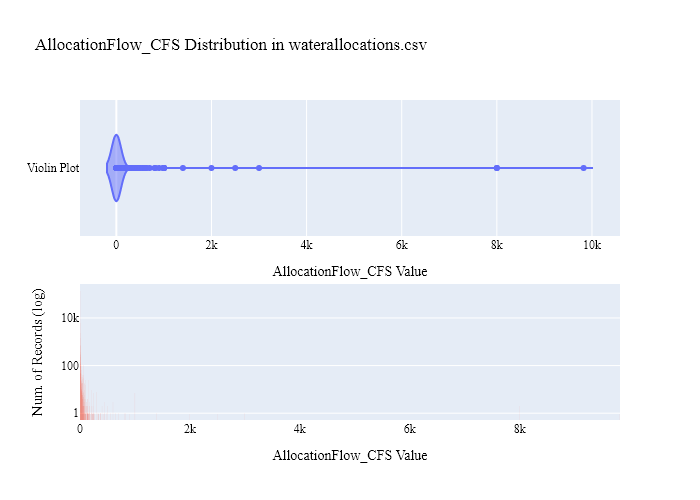 AllocationFlow_CFS Distribution in waterallocations.csv
Violin Plot
0 2k 4k 6k 8k 10k
AllocationFlow_CFS Value
Num. of Records (log)
10k
100
1
0 2k 4k 6k 8k
AllocationFlow_CFS Value